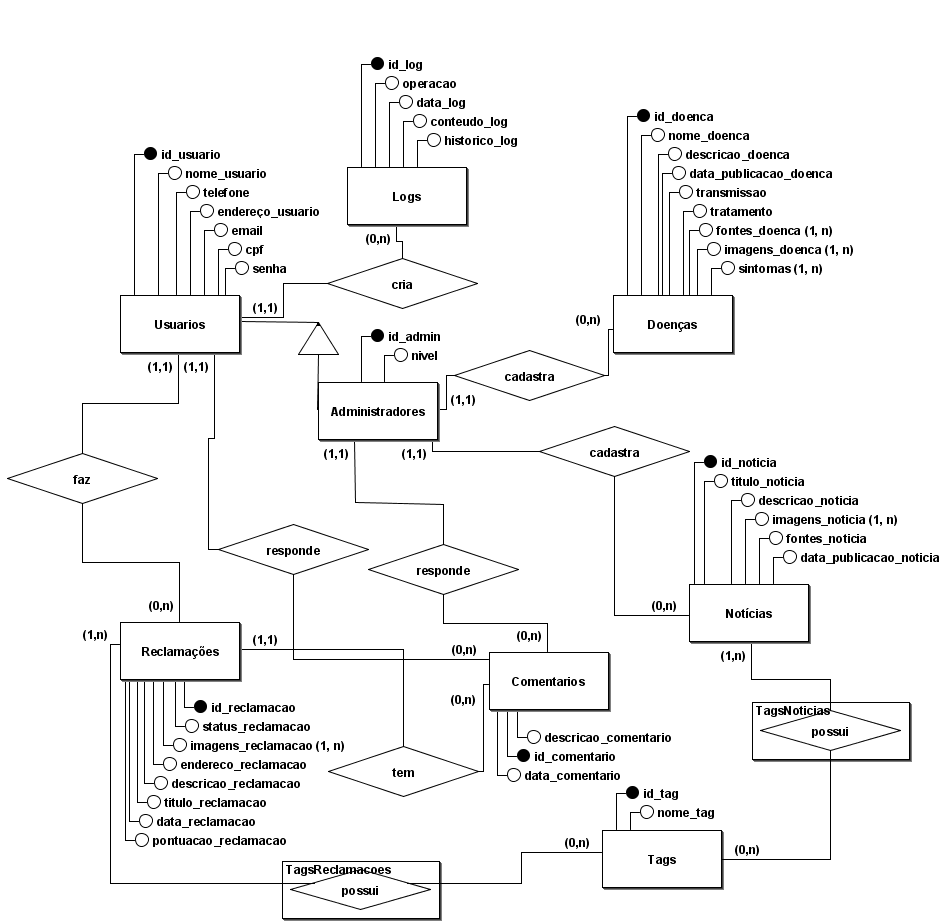 id_log
operacao
data_log
conteudo_log
historico_log
Logs
(0,n)
cria
(1,1)
id_usuario
nome_usuario
telefone
endereço_usuario
email
cpf
senha
Usuarios
(1,1)
(1,1)
id_doenca
nome_doenca
descricao_doenca
data_publicacao_doenca
transmissao
tratamento
fontes_doenca (1, n)
imagens_doenca (1, n)
sintomas (1, n)
Doenças
(0,n)
cadastra
(1,1)
id_admin
nivel
Administradores
(1,1)
(1,1)
cadastra
id_noticia
titulo_noticia
descricao_noticia
imagens_noticia (1, n)
fontes_noticia
data_publicacao_noticia
Notícias
(0,n)
(1,n)
faz
responde
responde
(0,n)
(1,n)
Reclamações
(1,1)
(0,n)
(0,n)
(0,n)
Comentarios
id_reclamacao
status_reclamacao
imagens_reclamacao (1, n)
endereco_reclamacao
descricao_reclamacao
titulo_reclamacao
data_reclamacao
pontuacao_reclamacao
tem
descricao_comentario
id_comentario
data_comentario
TagsNoticias
possui
id_tag
nome_tag
Tags
(0,n)
(0,n)
TagsReclamacoes
possui